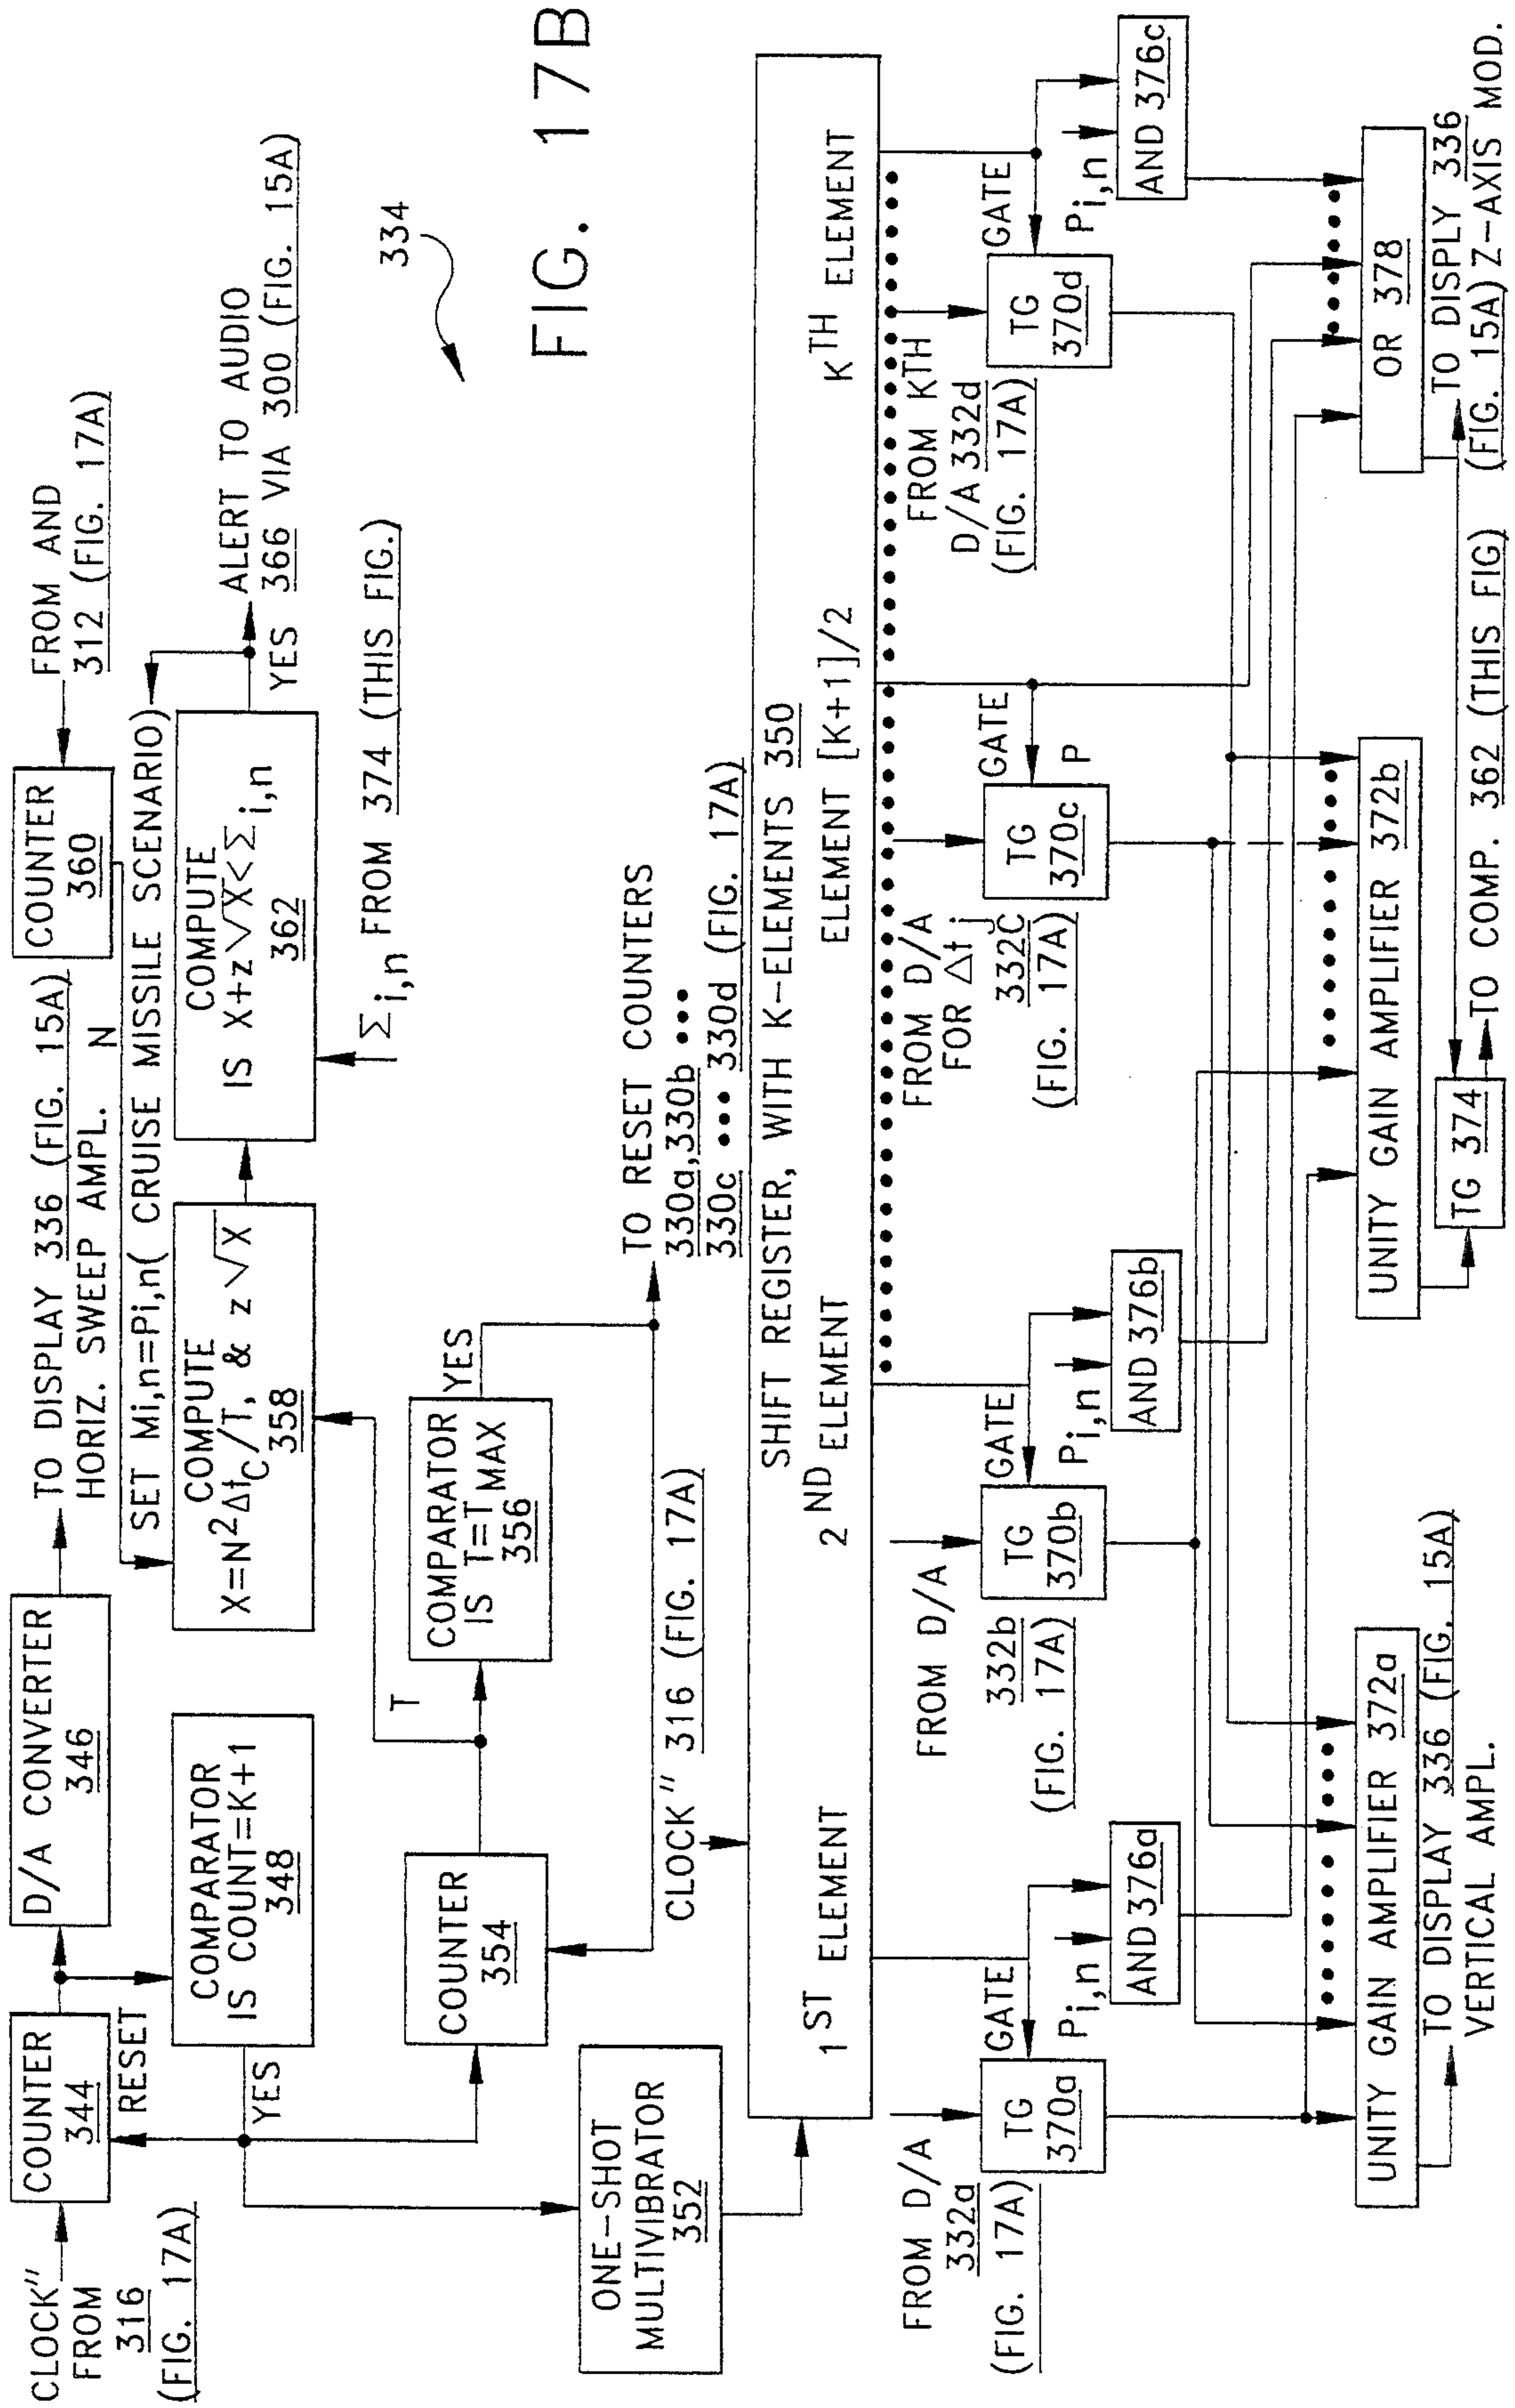 FIG. 17B
334
CLOCK''
FROM
316
(FIG. 17A)
COUNTER
344
RESET
D/A CONVERTER
346
TO DISPLAY 336 (FIG. 15A)
HORIZ. SWEEP AMPL.
N
COUNTER
360
FROM AND
312 (FIG. 17A)
COMPARATOR
IS COUNT=K+1
348
YES
SET Mi,n=Pi,n( CRUISE MISSILE SCENARIO)
COMPUTE
X=N²ΔtC/T, & z√X
358
COMPUTE
IS X+z√X<Σi,n
362
YES
ALERT TO AUDIO
366 VIA 300 (FIG. 15A)
Σi,n FROM 374 (THIS FIG.)
T
COUNTER
354
COMPARATOR
IS T=TMAX
356
YES
TO RESET COUNTERS
330a,330b •••
330c ••• 330d (FIG. 17A)
ONE-SHOT
MULTIVIBRATOR
352
CLOCK'' 316 (FIG. 17A)
SHIFT REGISTER, WITH K-ELEMENTS 350
1ST ELEMENT
2ND ELEMENT
ELEMENT [K+1]/2
KTH ELEMENT
FROM D/A
332a
(FIG. 17A)
GATE
TG
370a
Pi,n
AND 376a
FROM D/A
332b
(FIG. 17A)
GATE
TG
370b
Pi,n
AND 376b
FROM D/A
FOR Δt j
332C
(FIG. 17A)
GATE
TG
370c
P
FROM KTH
D/A 332d
(FIG. 17A)
GATE
TG
370d
Pi,n
AND 376c
UNITY GAIN AMPLIFIER 372a
TO DISPLAY 336 (FIG. 15A)
VERTICAL AMPL.
UNITY GAIN AMPLIFIER 372b
TG 374
TO COMP. 362 (THIS FIG)
OR 378
TO DISPLY 336
(FIG. 15A) Z-AXIS MOD.